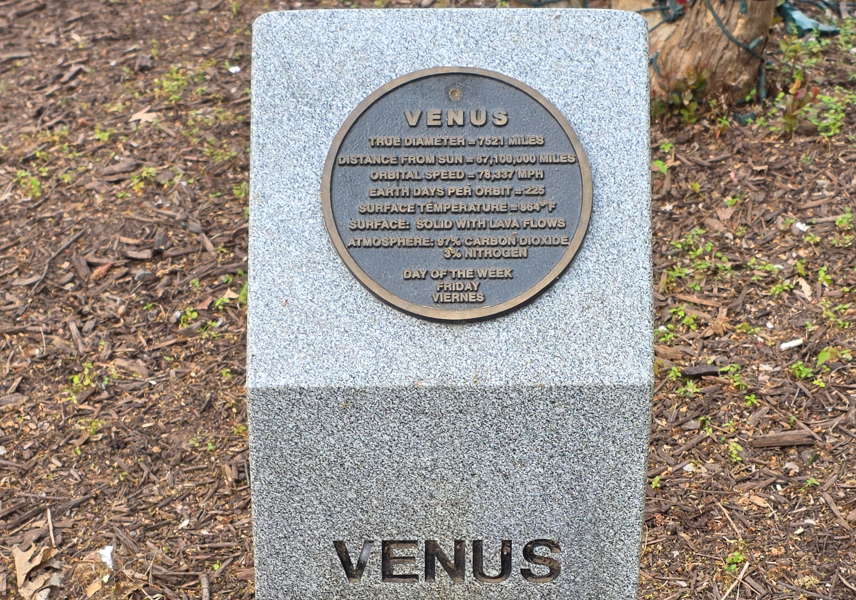 VENUS
TRUE DIAMETER = 7521 MILES
DISTANCE FROM SUN = 67,100,000 MILES
ORBITAL SPEED = 78,337 MPH
EARTH DAYS PER ORBIT = 225
SURFACE TEMPERATURE = 864°F
SURFACE: SOLID WITH LAVA FLOWS
ATMOSPHERE: 97% CARBON DIOXIDE
3% NITROGEN
DAY OF THE WEEK
FRIDAY
VIERNES
VENUS